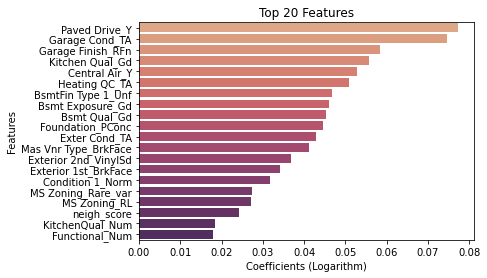 Top 20 Features
Features
Paved Drive_Y
Garage Cond_TA
Garage Finish_RFn
Kitchen Qual_Gd
Central Air_Y
Heating QC_TA
BsmtFin Type 1_Unf
Bsmt Exposure_Gd
Bsmt Qual_Gd
Foundation_PConc
Exter Cond_TA
Mas Vnr Type_BrkFace
Exterior 2nd_VinylSd
Exterior 1st_BrkFace
Condition 1_Norm
MS Zoning_Rare_var
MS Zoning_RL
neigh_score
KitchenQual_Num
Functional_Num
0.00 0.01 0.02 0.03 0.04 0.05 0.06 0.07 0.08
Coefficients (Logarithm)